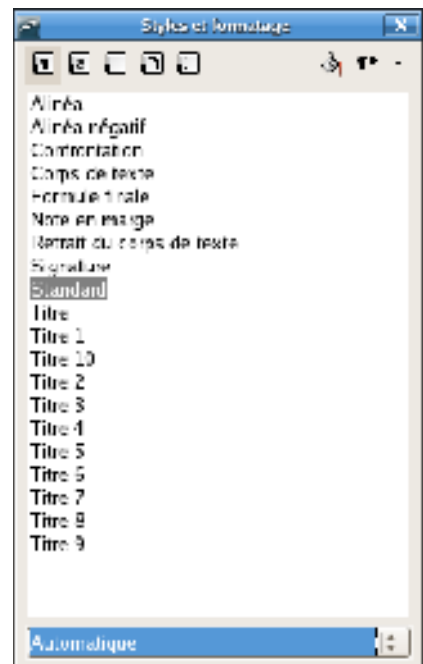 Styles et formatage
Alinéa
Alinéa négatif
Confrontation
Corps de texte
Formule finale
Note en marge
Retrait du corps de texte
Signature
Standard
Titre
Titre 1
Titre 10
Titre 2
Titre 3
Titre 4
Titre 5
Titre 6
Titre 7
Titre 8
Titre 9
Automatique